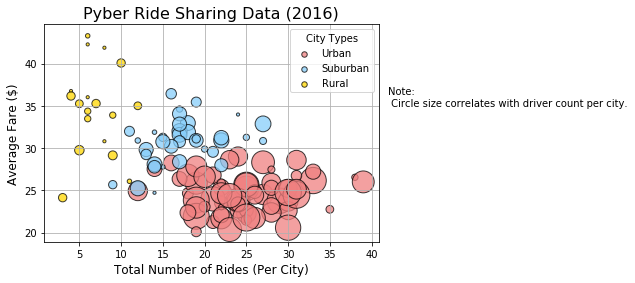 Pyber Ride Sharing Data (2016)
City Types
Urban
Suburban
Rural
Note:
Circle size correlates with driver count per city.
Average Fare ($)
40
35
30
25
20
5
10
15
20
25
30
35
40
Total Number of Rides (Per City)